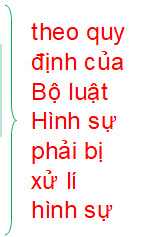 theo quy
định của
Bộ luật
Hình sự
phải bị
xử lí
hình sự